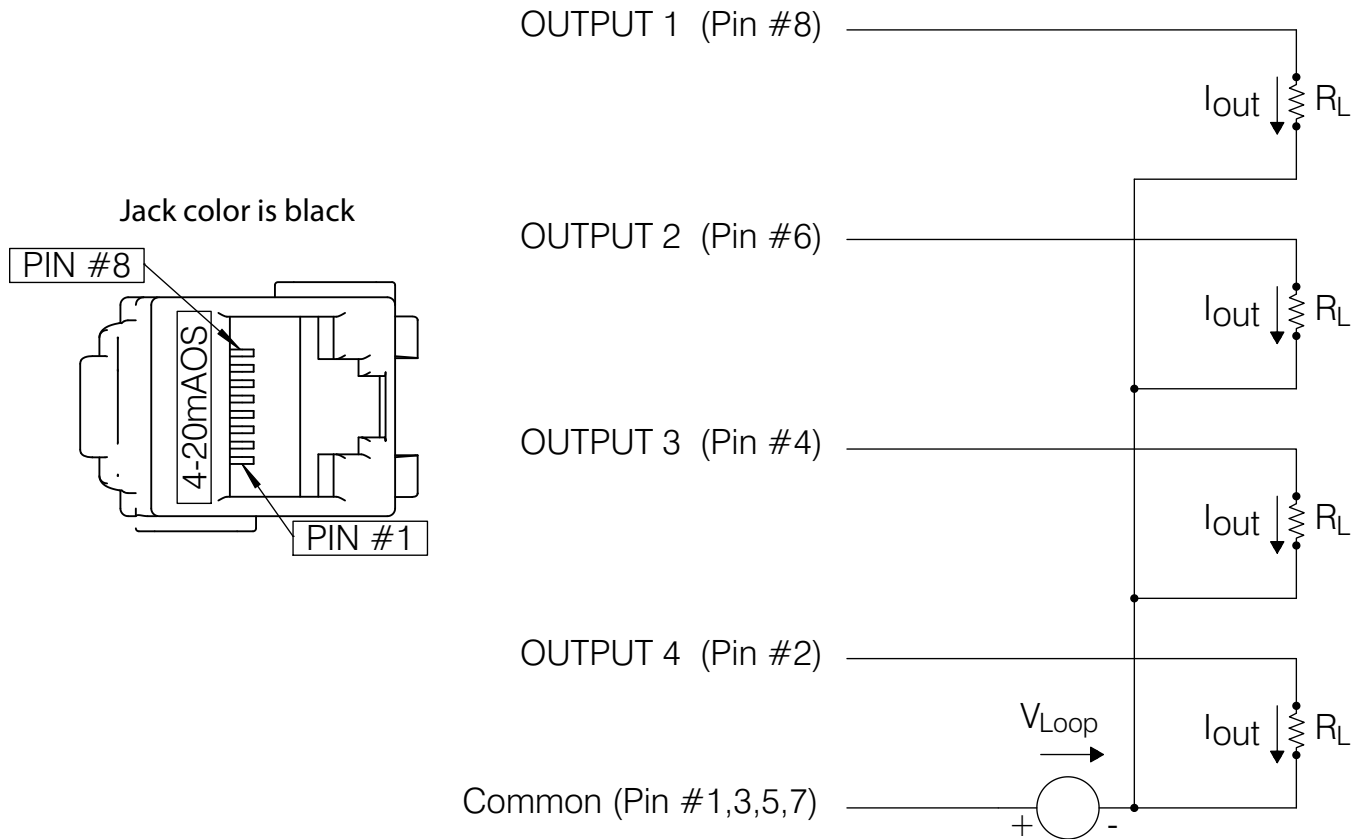 OUTPUT 1 (Pin #8)
Iout
RL
Jack color is black
PIN #8
4-20mAOS
PIN #1
OUTPUT 2 (Pin #6)
Iout
RL
OUTPUT 3 (Pin #4)
Iout
RL
OUTPUT 4 (Pin #2)
VLoop
Iout
RL
Common (Pin #1,3,5,7)
+
-